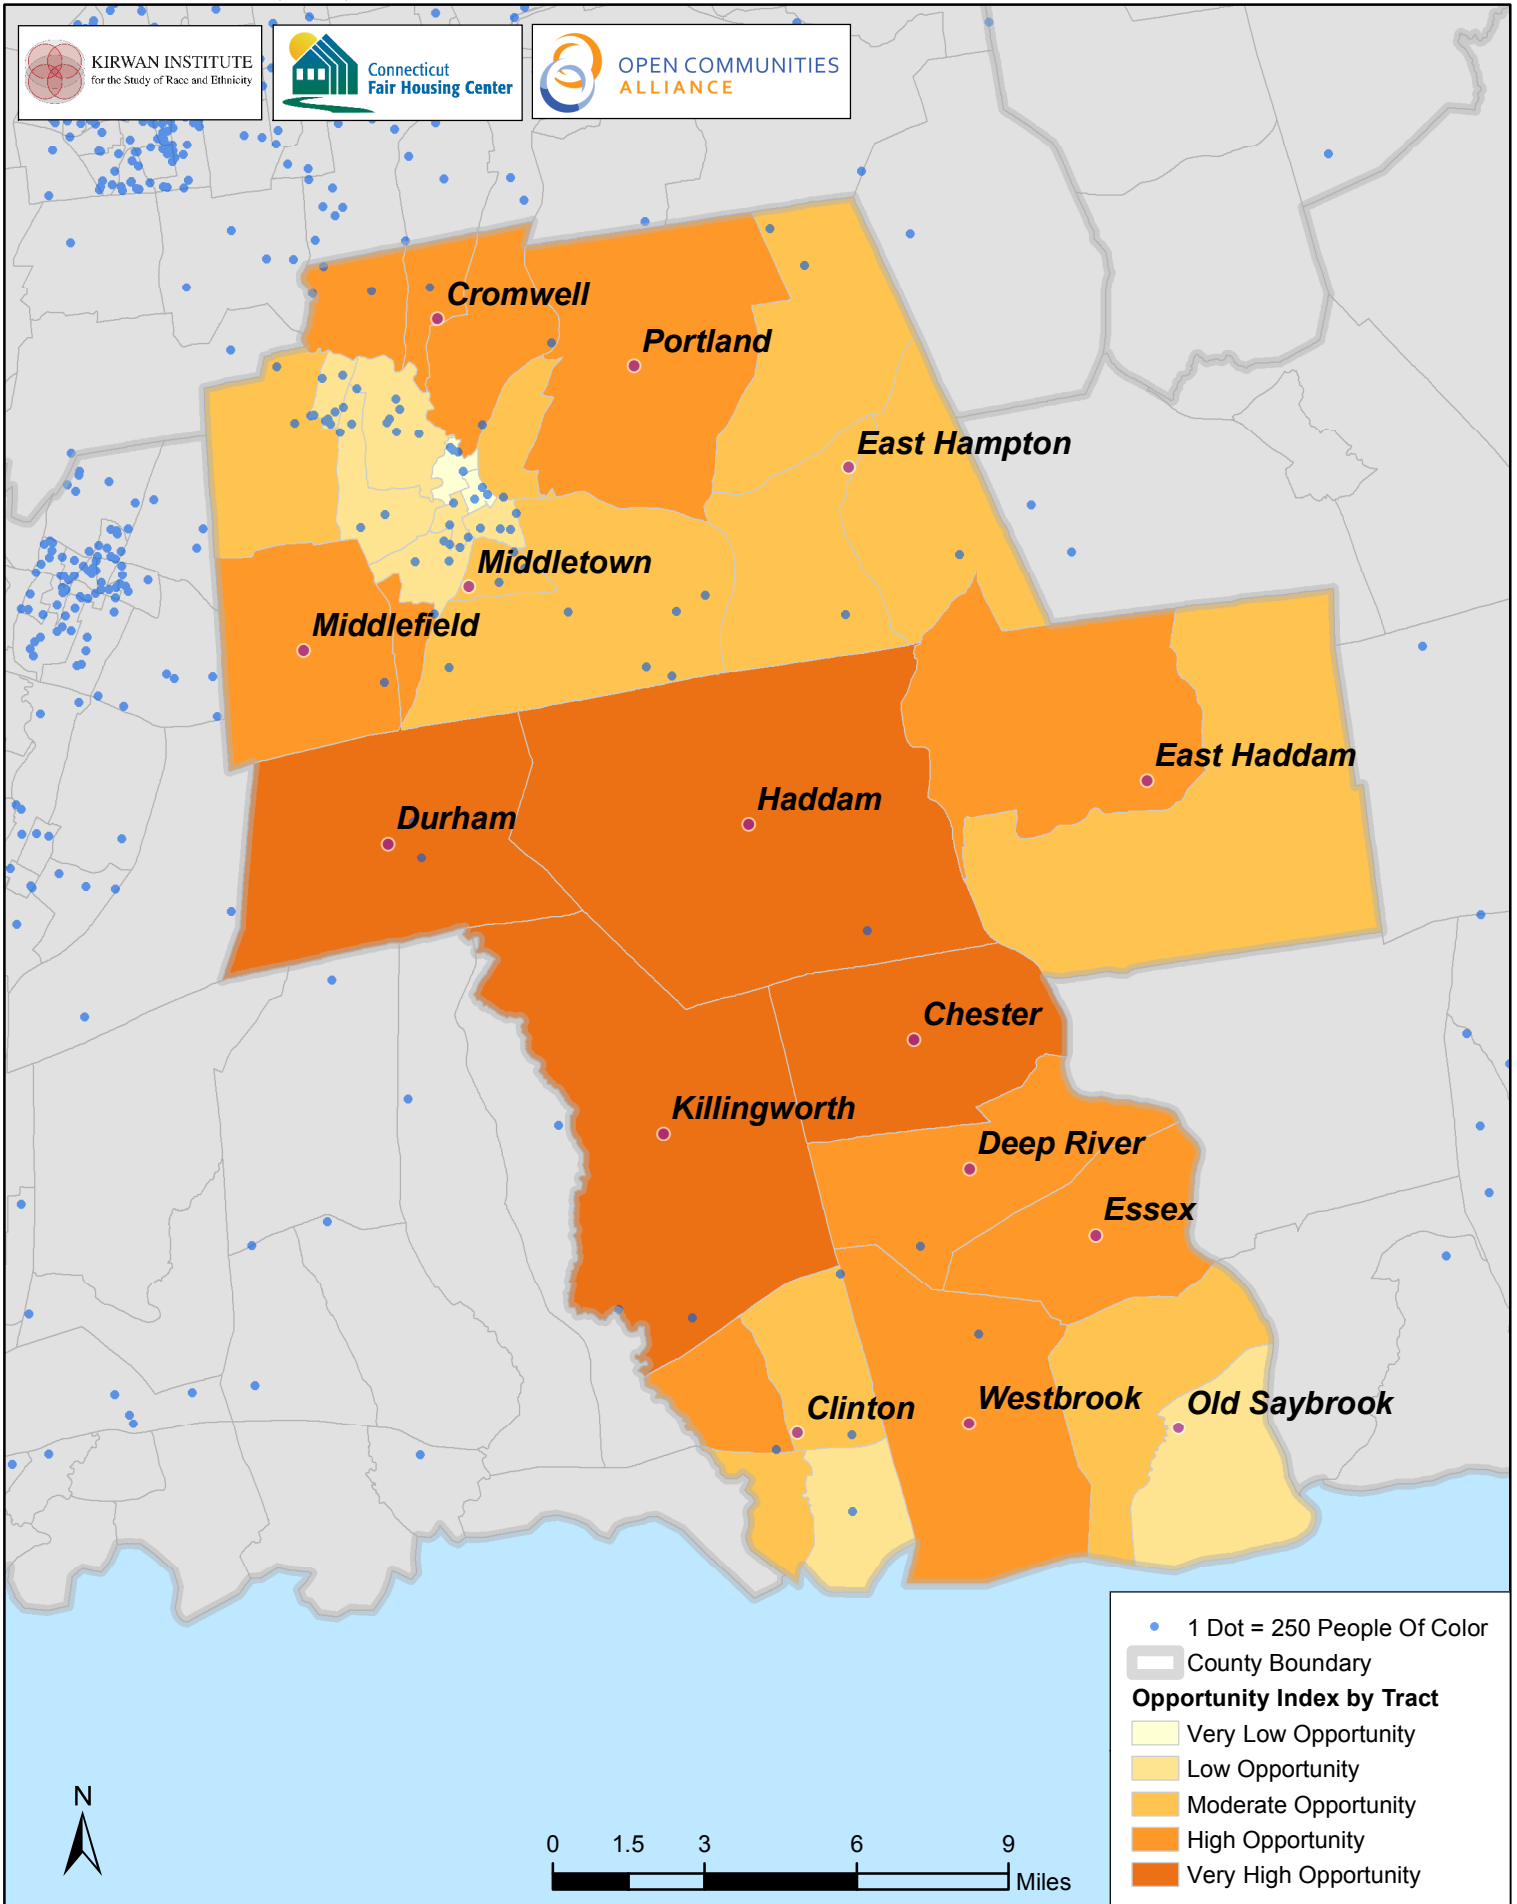 KIRWAN INSTITUTE
for the Study of Race and Ethnicity
Connecticut
Fair Housing Center
OPEN COMMUNITIES
ALLIANCE
Cromwell
Portland
East Hampton
Middletown
Middlefield
East Haddam
Haddam
Durham
Chester
Killingworth
Deep River
Essex
Clinton
Westbrook
Old Saybrook
1 Dot = 250 People Of Color
County Boundary
Opportunity Index by Tract
Very Low Opportunity
Low Opportunity
Moderate Opportunity
High Opportunity
Very High Opportunity
N
0 1.5 3 6 9
Miles